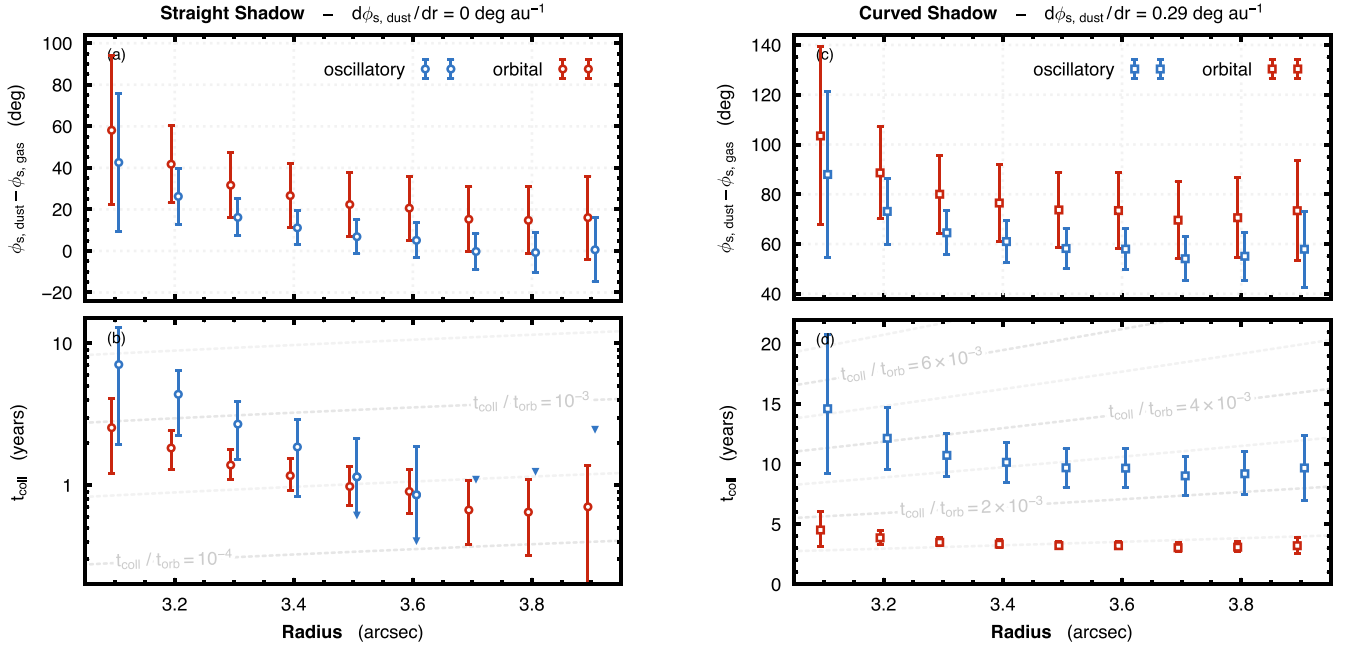 Straight Shadow – dϕs, dust/dr = 0 deg au−1
(a)
oscillatory orbital
ϕs, dust − ϕs, gas (deg)
100
80
60
40
20
0
−20
(b)
tcoll / torb = 10−3
tcoll / torb = 10−4
tcoll (years)
10
1
3.2 3.4 3.6 3.8
Radius (arcsec)
Curved Shadow – dϕs, dust/dr = 0.29 deg au−1
(c)
oscillatory orbital
ϕs, dust − ϕs, gas (deg)
140
120
100
80
60
40
(d)
tcoll / torb = 6 × 10−3
tcoll / torb = 4 × 10−3
tcoll / torb = 2 × 10−3
tcoll (years)
20
15
10
5
0
3.2 3.4 3.6 3.8
Radius (arcsec)